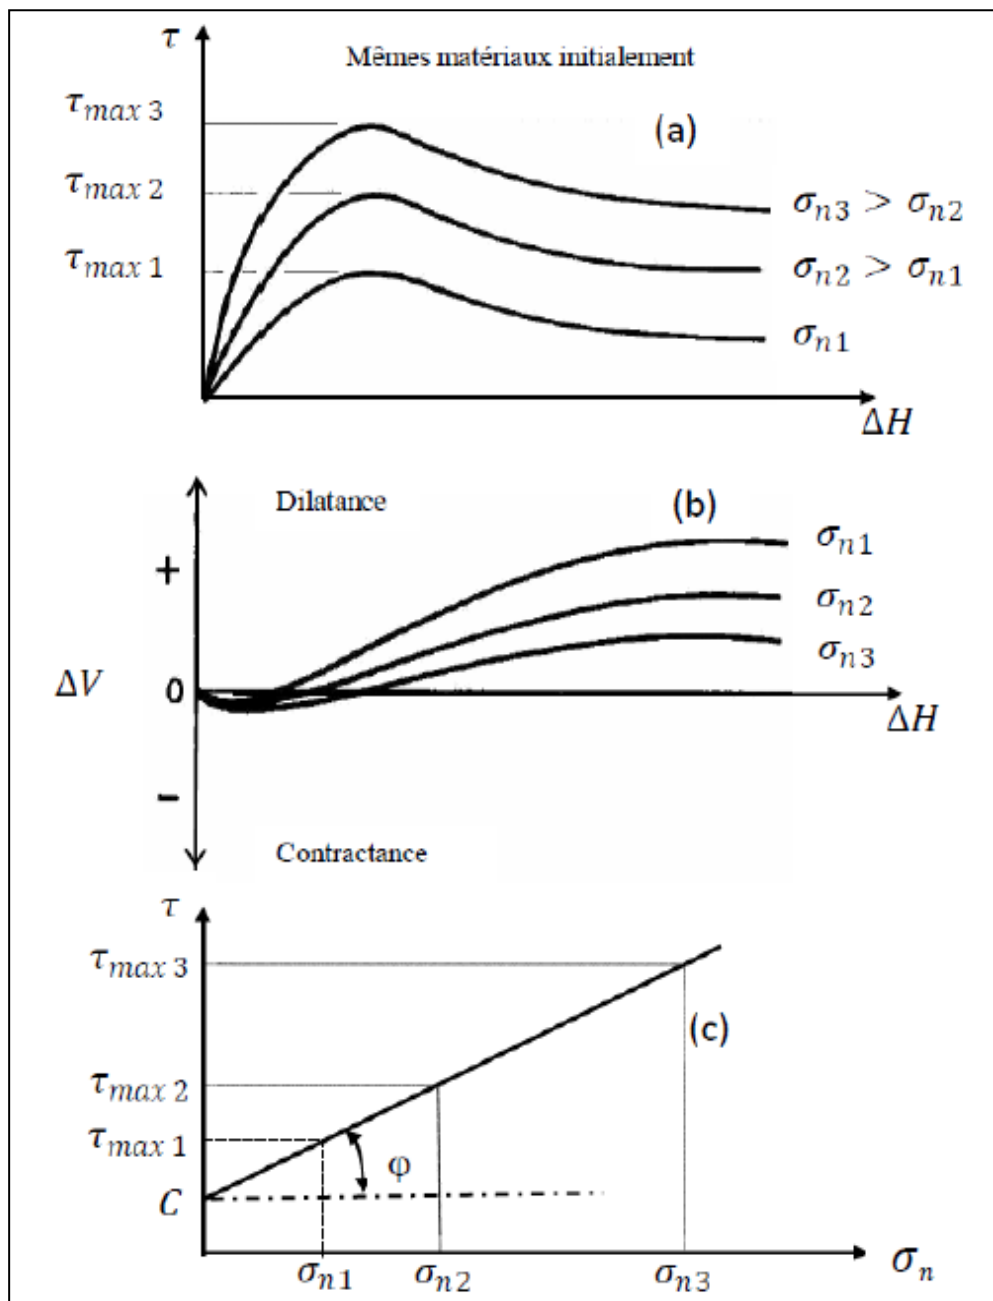 τ
Mêmes matériaux initialement
τmax 3
(a)
τmax 2
σn3 > σn2
τmax 1
σn2 > σn1
σn1
ΔH
Dilatance
(b)
σn1
+
σn2
σn3
ΔV
0
ΔH
-
Contractance
τ
τmax 3
(c)
τmax 2
τmax 1
φ
C
σn1
σn2
σn3
σn